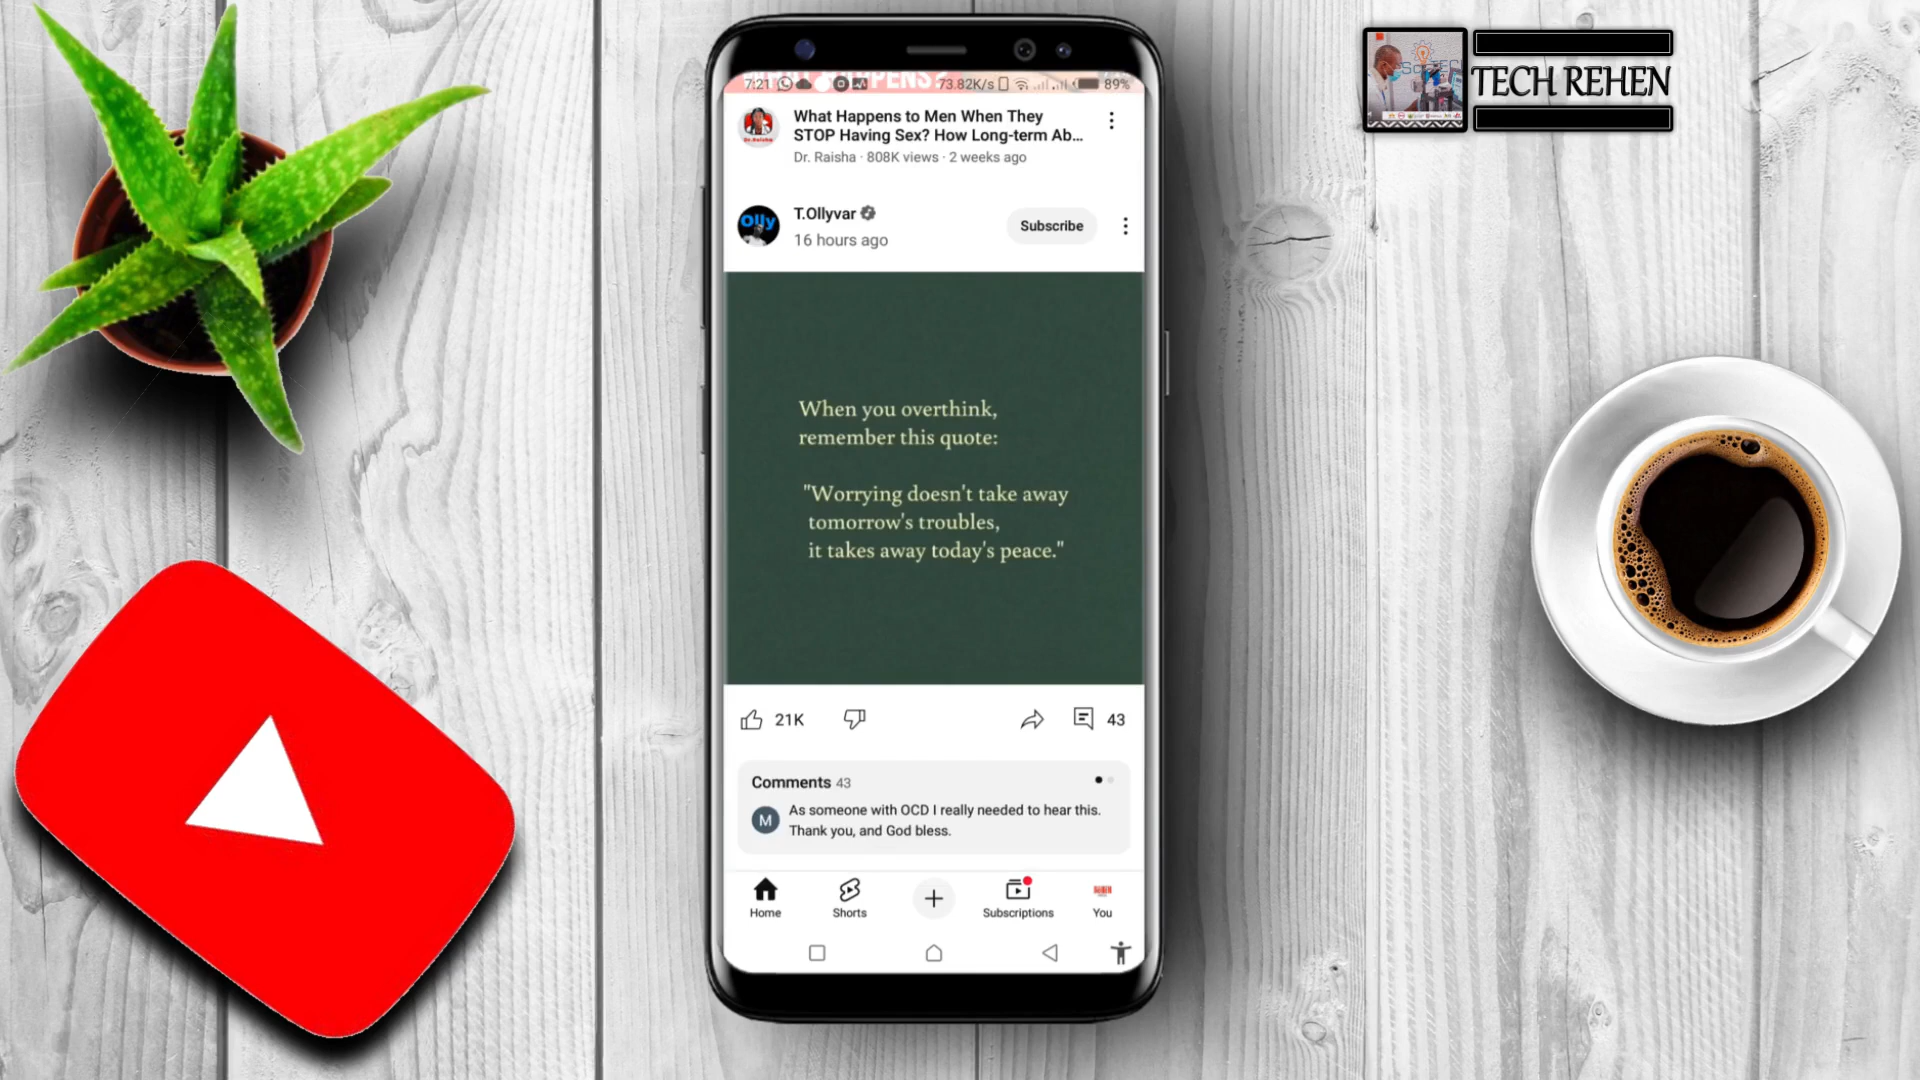 TECH REHEN
7:21
73.82K/s
89%
What Happens to Men When They
STOP Having Sex? How Long-term Ab...
Dr. Raisha · 808K views · 2 weeks ago
Olly
T.Ollyvar
16 hours ago
Subscribe
When you overthink,
remember this quote:
"Worrying doesn't take away
tomorrow's troubles,
it takes away today's peace."
21K
43
Comments 43
M
As someone with OCD I really needed to hear this.
Thank you, and God bless.
Home
Shorts
Subscriptions
You